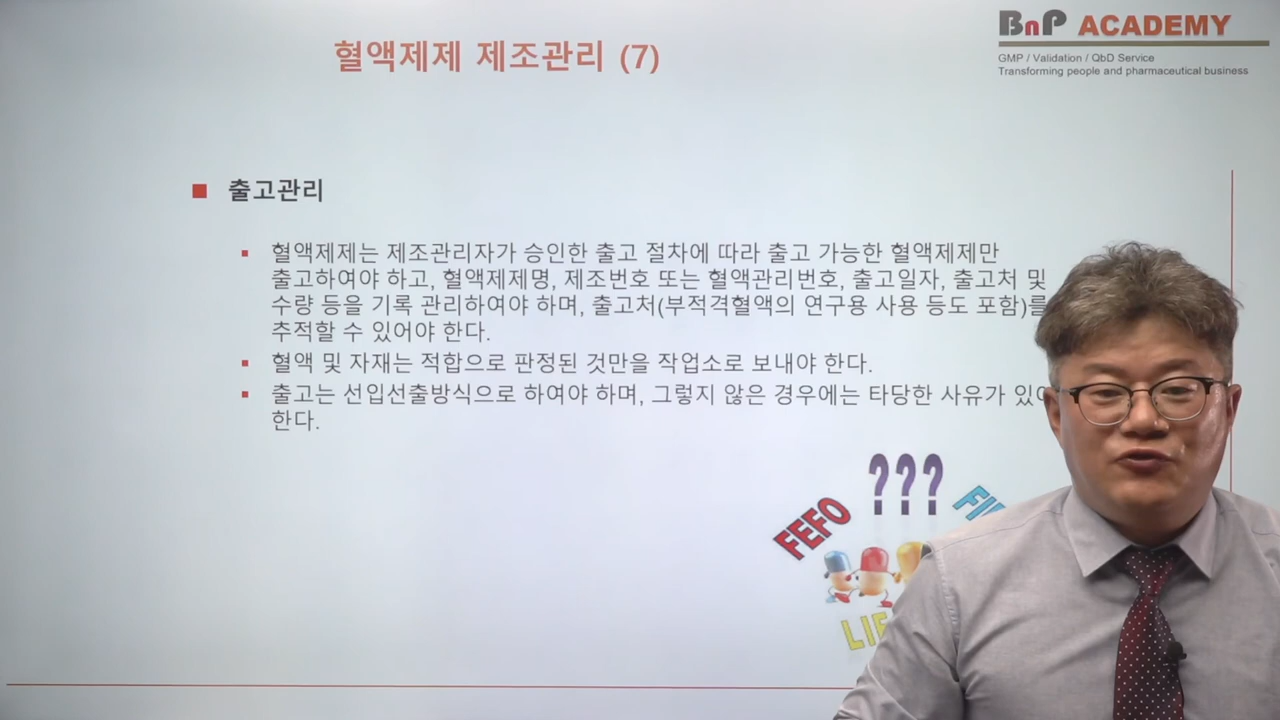 BnP ACADEMY
GMP / Validation / QbD Service
Transforming people and pharmaceutical business
혈액제제 제조관리 (7)
출고관리
혈액제제는 제조관리자가 승인한 출고 절차에 따라 출고 가능한 혈액제제만
출고하여야 하고, 혈액제제명, 제조번호 또는 혈액관리번호, 출고일자, 출고처 및
수량 등을 기록 관리하여야 하며, 출고처(부적격혈액의 연구용 사용 등도 포함)를
추적할 수 있어야 한다.
혈액 및 자재는 적합으로 판정된 것만을 작업소로 보내야 한다.
출고는 선입선출방식으로 하여야 하며, 그렇지 않은 경우에는 타당한 사유가
한다.
???
FEFO